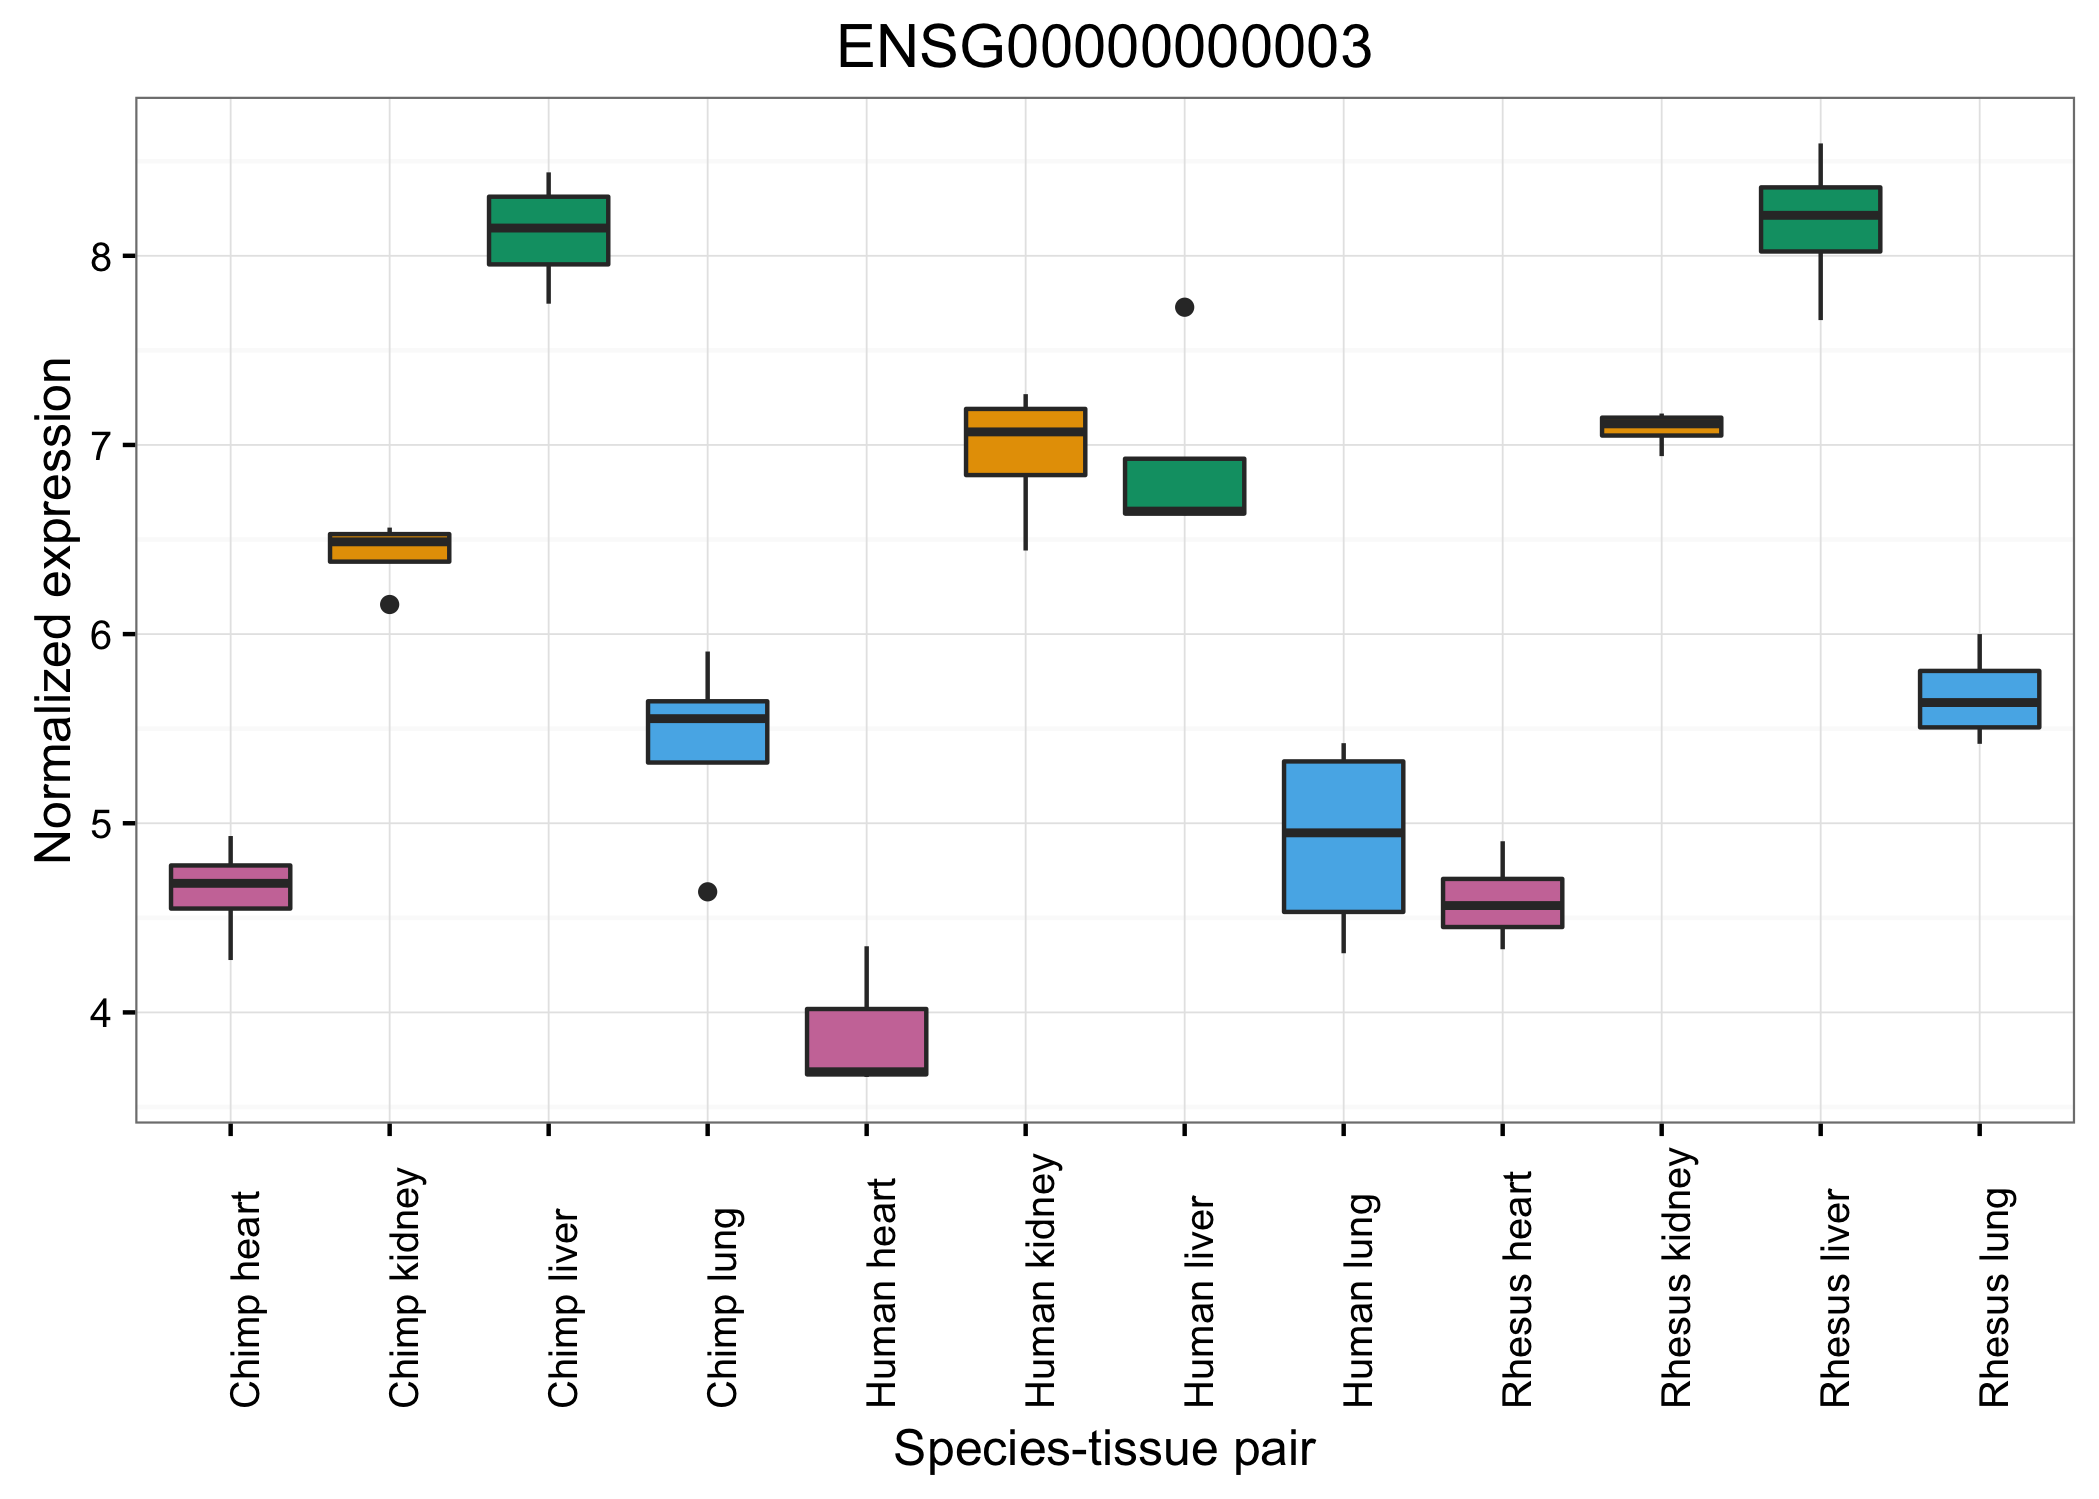 ENSG00000000003
Normalized expression
8
7
6
5
4
Chimp heart
Chimp kidney
Chimp liver
Chimp lung
Human heart
Human kidney
Human liver
Human lung
Rhesus heart
Rhesus kidney
Rhesus liver
Rhesus lung
Species-tissue pair